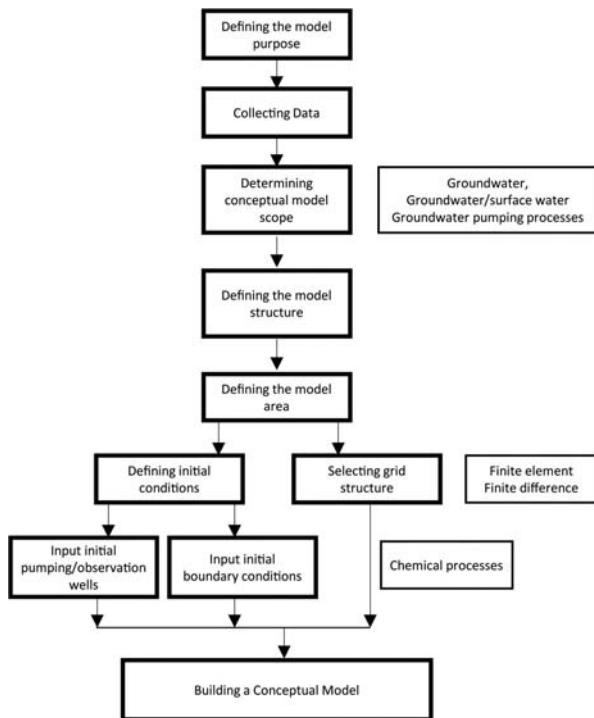 Defining the model
purpose
Collecting Data
Determining
conceptual model
scope
Groundwater,
Groundwater/surface water
Groundwater pumping processes
Defining the model
structure
Defining the model
area
Defining initial
conditions
Selecting grid
structure
Finite element
Finite difference
Input initial
pumping/observation
wells
Input initial
boundary conditions
Chemical processes
Building a Conceptual Model